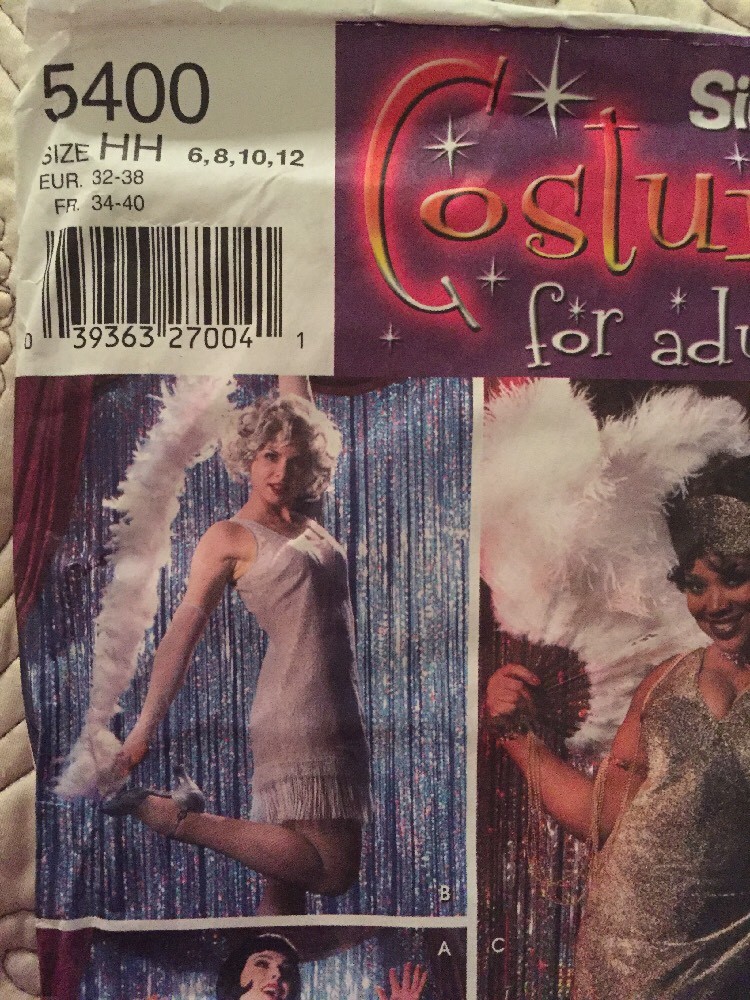 5400
SIZE HH 6,8,10,12
EUR. 32-38
FR. 34-40
0 39363 27004 1
Si
Costu
for adu
B
A
C